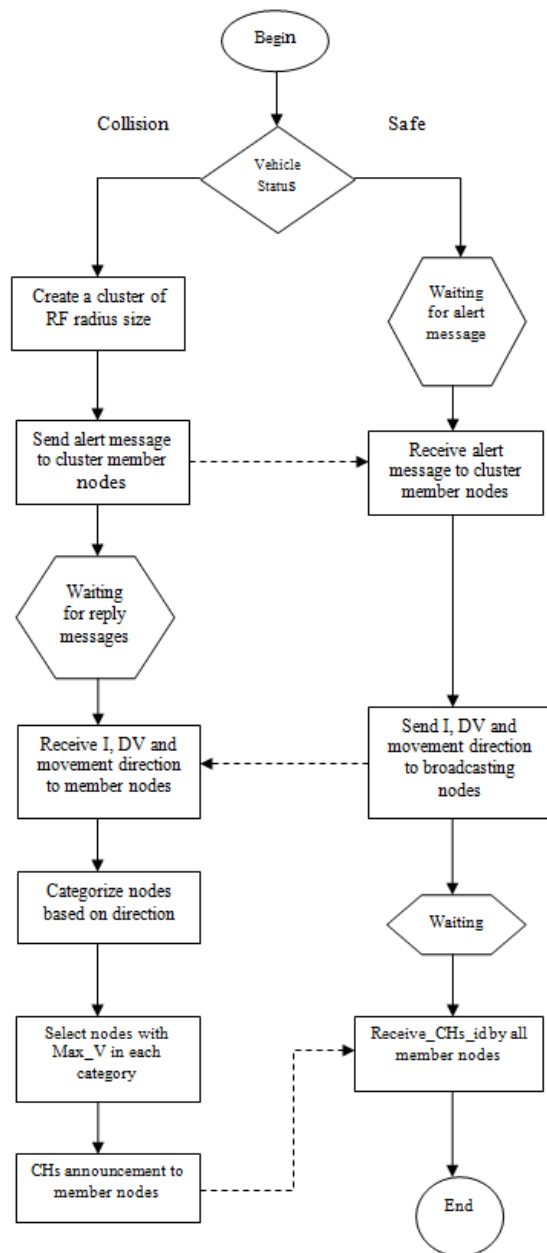 Begin
Collision
Safe
Vehicle
Status
Create a cluster of
RF radius size
Waiting
for alert
message
Send alert message
to cluster member
nodes
Receive alert
message to cluster
member nodes
Waiting
for reply
messages
Receive I, DV and
movement direction
to member nodes
Send I, DV and
movement direction
to broadcasting
nodes
Categorize nodes
based on direction
Waiting
Select nodes with
Max_V in each
category
Receive_CHs_id by all
member nodes
CHs announcement to
member nodes
End